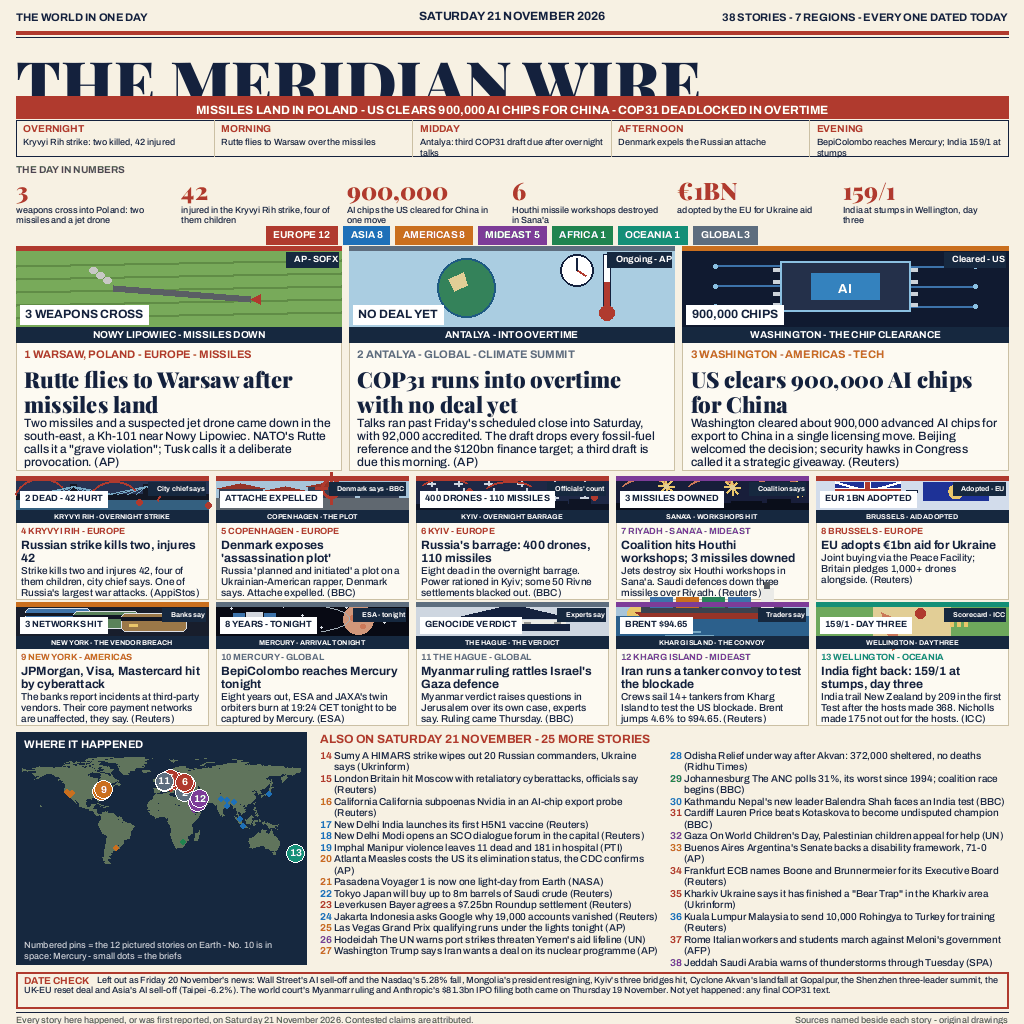 THE WORLD IN ONE DAY
SATURDAY 21 NOVEMBER 2026
38 STORIES - 7 REGIONS - EVERY ONE DATED TODAY
THE MERIDIAN WIRE
MISSILES LAND IN POLAND - US CLEARS 900,000 AI CHIPS FOR CHINA - COP31 DEADLOCKED IN OVERTIME
OVERNIGHT
Kryvyi Rih strike: two killed, 42 injured
MORNING
Rutte flies to Warsaw over the missiles
MIDDAY
Antalya: third COP31 draft due after overnight
talks
AFTERNOON
Denmark expels the Russian attache
EVENING
BepiColombo reaches Mercury; India 159/1 at
stumps
THE DAY IN NUMBERS
3
weapons cross into Poland: two
missiles and a jet drone
42
injured in the Kryvyi Rih strike, four of
them children
900,000
AI chips the US cleared for China in
one move
6
Houthi missile workshops destroyed
in Sana'a
€1BN
adopted by the EU for Ukraine aid
159/1
India at stumps in Wellington, day
three
EUROPE 12
ASIA 8
AMERICAS 8
MIDEAST 5
AFRICA 1
OCEANIA 1
GLOBAL 3
AP - SOFX
3 WEAPONS CROSS
NOWY LIPOWIEC - MISSILES DOWN
1 WARSAW, POLAND - EUROPE - MISSILES
Rutte flies to Warsaw after
missiles land
Two missiles and a suspected jet drone came down in the
south-east, a Kh-101 near Nowy Lipowiec. NATO's Rutte
calls it a "grave violation"; Tusk calls it a deliberate
provocation. (AP)
Ongoing - AP
NO DEAL YET
ANTALYA - INTO OVERTIME
2 ANTALYA - GLOBAL - CLIMATE SUMMIT
COP31 runs into overtime
with no deal yet
Talks ran past Friday's scheduled close into Saturday,
with 92,000 accredited. The draft drops every fossil-fuel
reference and the $120bn finance target; a third draft is
due this morning. (AP)
Cleared - US
AI
900,000 CHIPS
WASHINGTON - THE CHIP CLEARANCE
3 WASHINGTON - AMERICAS - TECH
US clears 900,000 AI chips
for China
Washington cleared about 900,000 advanced AI chips for
export to China in a single licensing move. Beijing
welcomed the decision; security hawks in Congress
called it a strategic giveaway. (Reuters)
City chief says
2 DEAD - 42 HURT
KRYVYI RIH - OVERNIGHT STRIKE
4 KRYVYI RIH - EUROPE
Russian strike kills two, injures
42
Strike kills two and injures 42, four of
them children, city chief says. One of
Russia's largest war attacks. (AppiStos)
Denmark says - BBC
ATTACHE EXPELLED
COPENHAGEN - THE PLOT
5 COPENHAGEN - EUROPE
Denmark exposes
'assassination plot'
Russia 'planned and initiated' a plot on a
Ukrainian-American rapper, Denmark
says. Attache expelled. (BBC)
Officials' count
400 DRONES - 110 MISSILES
KYIV - OVERNIGHT BARRAGE
6 KYIV - EUROPE
Russia's barrage: 400 drones,
110 missiles
Eight dead in the overnight barrage.
Power rationed in Kyiv; some 50 Rivne
settlements blacked out. (BBC)
Coalition says
3 MISSILES DOWNED
SANA'A - WORKSHOPS HIT
7 RIYADH - SANA'A - MIDEAST
Coalition hits Houthi
workshops; 3 missiles downed
Jets destroy six Houthi workshops in
Sana'a. Saudi defences down three
missiles over Riyadh. (Reuters)
Adopted - EU
EUR 1BN ADOPTED
BRUSSELS - AID ADOPTED
8 BRUSSELS - EUROPE
EU adopts €1bn aid for Ukraine
Joint buying via the Peace Facility;
Britain pledges 1,000+ drones
alongside. (Reuters)
Banks say
3 NETWORKS HIT
NEW YORK - THE VENDOR BREACH
9 NEW YORK - AMERICAS
JPMorgan, Visa, Mastercard hit
by cyberattack
The banks report incidents at third-party
vendors. Their core payment networks
are unaffected, they say. (Reuters)
ESA - tonight
8 YEARS - TONIGHT
MERCURY - ARRIVAL TONIGHT
10 MERCURY - GLOBAL
BepiColombo reaches Mercury
tonight
Eight years out, ESA and JAXA's twin
orbiters burn at 19:24 CET tonight to be
captured by Mercury. (ESA)
Experts say
GENOCIDE VERDICT
THE HAGUE - THE VERDICT
11 THE HAGUE - GLOBAL
Myanmar ruling rattles Israel's
Gaza defence
Myanmar verdict raises questions in
Jerusalem over its own case, experts
say. Ruling came Thursday. (BBC)
Traders say
BRENT $94.65
KHARG ISLAND - THE CONVOY
12 KHARG ISLAND - MIDEAST
Iran runs a tanker convoy to test
the blockade
Crews sail 14+ tankers from Kharg
Island to test the US blockade. Brent
jumps 4.6% to $94.65. (Reuters)
Scorecard - ICC
159/1 - DAY THREE
WELLINGTON - DAY THREE
13 WELLINGTON - OCEANIA
India fight back: 159/1 at
stumps, day three
India trail New Zealand by 209 in the first
Test after the hosts made 368. Nicholls
made 175 not out for the hosts. (ICC)
WHERE IT HAPPENED
9
11
6
12
13
Numbered pins = the 12 pictured stories on Earth - No. 10 is in
space: Mercury - small dots = the briefs
ALSO ON SATURDAY 21 NOVEMBER - 25 MORE STORIES
14 Sumy A HIMARS strike wipes out 20 Russian commanders, Ukraine
says (Ukrinform)
15 London Britain hit Moscow with retaliatory cyberattacks, officials say
(Reuters)
16 California California subpoenas Nvidia in an AI-chip export probe
(Reuters)
17 New Delhi India launches its first H5N1 vaccine (Reuters)
18 New Delhi Modi opens an SCO dialogue forum in the capital (Reuters)
19 Imphal Manipur violence leaves 11 dead and 181 in hospital (PTI)
20 Atlanta Measles costs the US its elimination status, the CDC confirms
(AP)
21 Pasadena Voyager 1 is now one light-day from Earth (NASA)
22 Tokyo Japan will buy up to 8m barrels of Saudi crude (Reuters)
23 Leverkusen Bayer agrees a $7.25bn Roundup settlement (Reuters)
24 Jakarta Indonesia asks Google why 19,000 accounts vanished (Reuters)
25 Las Vegas Grand Prix qualifying runs under the lights tonight (AP)
26 Hodeidah The UN warns port strikes threaten Yemen's aid lifeline (UN)
27 Washington Trump says Iran wants a deal on its nuclear programme (AP)
28 Odisha Relief under way after Akvan: 372,000 sheltered, no deaths
(Ridhu Times)
29 Johannesburg The ANC polls 31%, its worst since 1994; coalition race
begins (BBC)
30 Kathmandu Nepal's new leader Balendra Shah faces an India test (BBC)
31 Cardiff Lauren Price beats Kotaskova to become undisputed champion
(BBC)
32 Gaza On World Children's Day, Palestinian children appeal for help (UN)
33 Buenos Aires Argentina's Senate backs a disability framework, 71-0
(AP)
34 Frankfurt ECB names Boone and Brunnermeier for its Executive Board
(Reuters)
35 Kharkiv Ukraine says it has finished a "Bear Trap" in the Kharkiv area
(Ukrinform)
36 Kuala Lumpur Malaysia to send 10,000 Rohingya to Turkey for training
(Reuters)
37 Rome Italian workers and students march against Meloni's government
(AFP)
38 Jeddah Saudi Arabia warns of thunderstorms through Tuesday (SPA)
DATE CHECK Left out as Friday 20 November's news: Wall Street's AI sell-off and the Nasdaq's 5.28% fall, Mongolia's president resigning, Kyiv's three bridges hit, Cyclone Akvan's landfall at Gopalpur, the Shenzhen three-leader summit, the
UK-EU reset deal and Asia's AI sell-off (Taipei -6.2%). The world court's Myanmar ruling and Anthropic's $81.3bn IPO filing both came on Thursday 19 November. Not yet happened: any final COP31 text.
Every story here happened, or was first reported, on Saturday 21 November 2026. Contested claims are attributed.
Sources named beside each story - original drawings